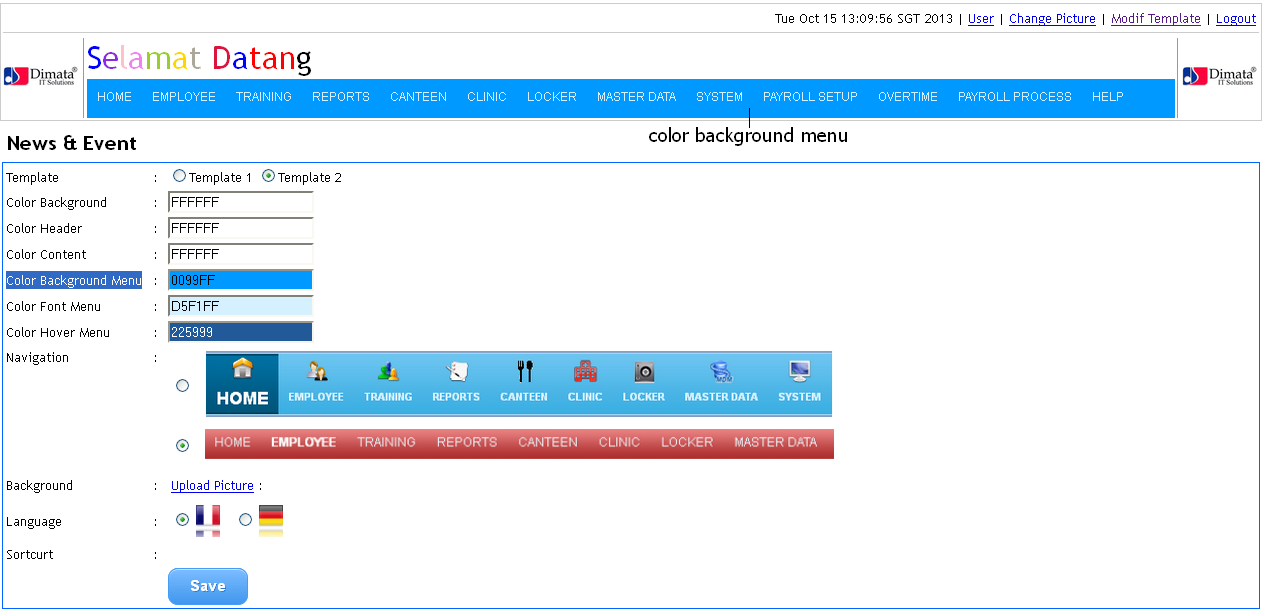 Tue Oct 15 13:09:56 SGT 2013 | User | Change Picture | Modif Template | Logout
Dimata® IT Solutions
Selamat Datang
Dimata® IT Solutions
HOME EMPLOYEE TRAINING REPORTS CANTEEN CLINIC LOCKER MASTER DATA SYSTEM PAYROLL SETUP OVERTIME PAYROLL PROCESS HELP
color background menu
News & Event
Template : Template 1 Template 2
Color Background : FFFFFF
Color Header : FFFFFF
Color Content : FFFFFF
Color Background Menu : 0099FF
Color Font Menu : D5F1FF
Color Hover Menu : 225999
Navigation :
HOME EMPLOYEE TRAINING REPORTS CANTEEN CLINIC LOCKER MASTER DATA SYSTEM
HOME EMPLOYEE TRAINING REPORTS CANTEEN CLINIC LOCKER MASTER DATA
Background : Upload Picture :
Language :
Sortcurt :
Save